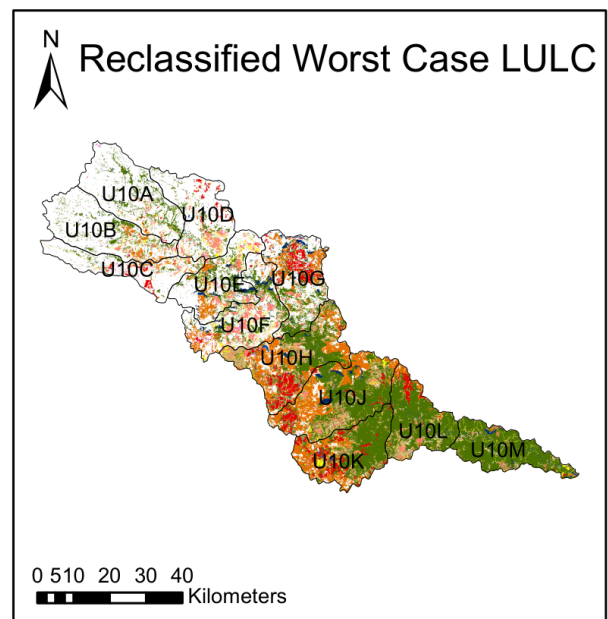 N
Reclassified Worst Case LULC
U10A
U10D
U10B
U10C
U10G
U10E
U10F
U10H
U10J
U10L
U10M
U10K
0 510 20 30 40
Kilometers